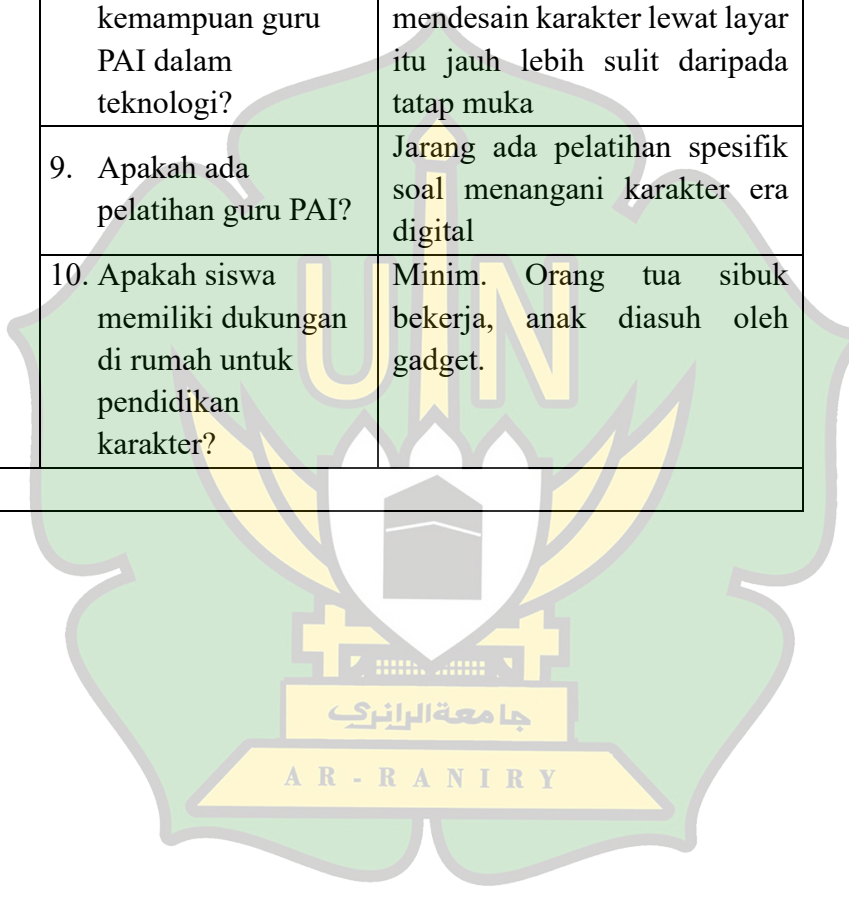 kemampuan guru
PAI dalam
teknologi?
mendesain karakter lewat layar
itu jauh lebih sulit daripada
tatap muka
9. Apakah ada
pelatihan guru PAI?
Jarang ada pelatihan spesifik
soal menangani karakter era
digital
10. Apakah siswa
memiliki dukungan
di rumah untuk
pendidikan
karakter?
Minim. Orang tua sibuk
bekerja, anak diasuh oleh
gadget.
UIN
جامعة الرانري
AR-RANIRY